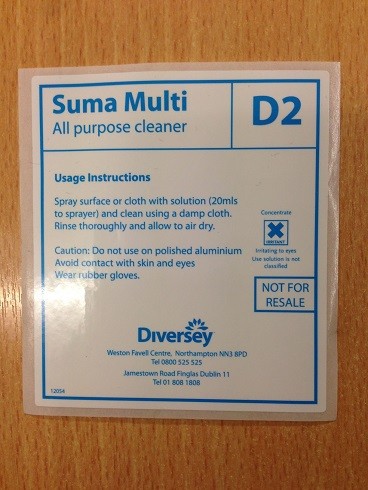 Suma Multi
All purpose cleaner
D2
Usage Instructions
Spray surface or cloth with solution (20mls
to sprayer) and clean using a damp cloth.
Rinse thoroughly and allow to air dry.
Caution: Do not use on polished aluminium
Avoid contact with skin and eyes
Wear rubber gloves.
Concentrate
IRRITANT
Irritating to eyes
Use solution is not
classified
NOT FOR
RESALE
Diversey
Weston Favell Centre, Northampton NN3 8PD
Tel 0800 525 525
Jamestown Road Finglas Dublin 11
Tel 01 808 1808
12054